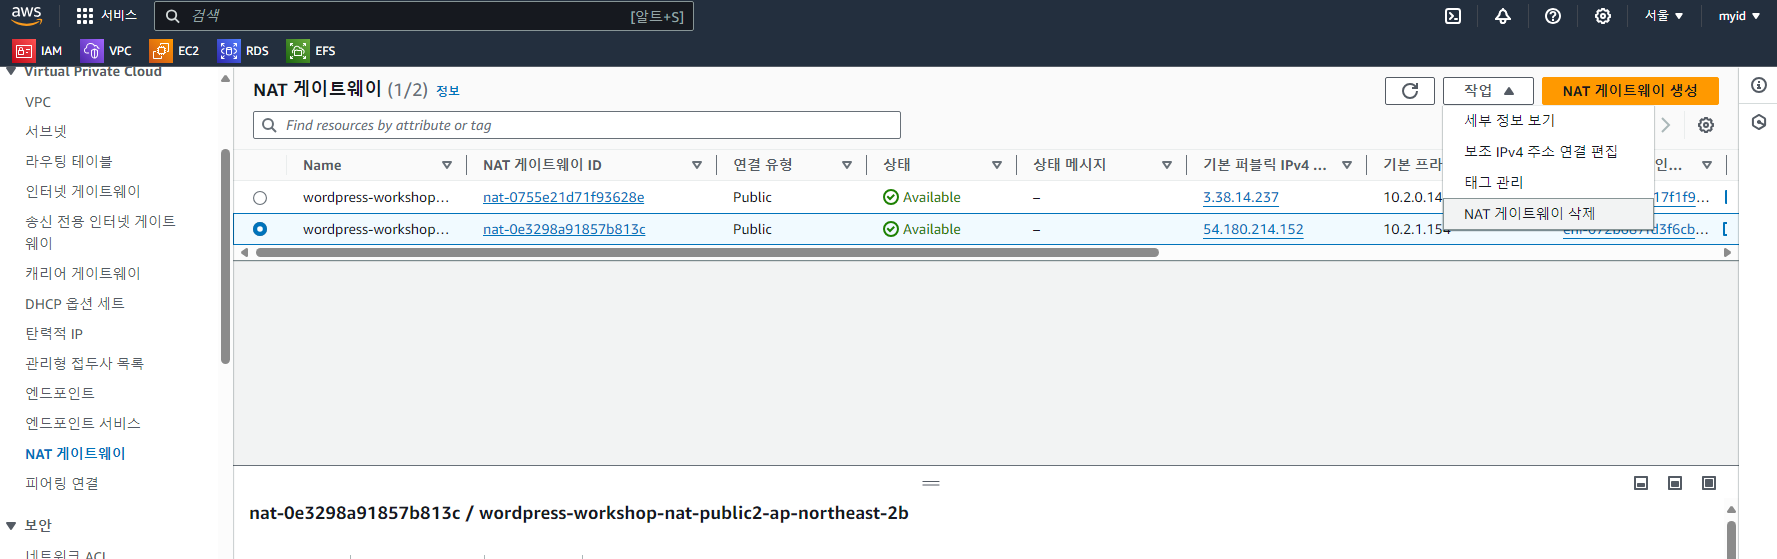 aws 서비스 검색 [알트+S] 서울 ▼ myid ▼
IAM VPC EC2 RDS EFS
Virtual Private Cloud
VPC
서브넷
라우팅 테이블
인터넷 게이트웨이
송신 전용 인터넷 게이트
웨이
캐리어 게이트웨이
DHCP 옵션 세트
탄력적 IP
관리형 접두사 목록
엔드포인트
엔드포인트 서비스
NAT 게이트웨이
피어링 연결
보안
네트워크 ACL
NAT 게이트웨이 (1/2) 정보
작업 ▲ NAT 게이트웨이 생성
Find resources by attribute or tag
세부 정보 보기
보조 IPv4 주소 연결 편집
태그 관리
NAT 게이트웨이 삭제
Name NAT 게이트웨이 ID 연결 유형 상태 상태 메시지 기본 퍼블릭 IPv4 ... 기본 프라 인...
wordpress-workshop... nat-0755e21d71f93628e Public Available – 3.38.14.237 10.2.0.14 17f1f9...
wordpress-workshop... nat-0e3298a91857b813c Public Available – 54.180.214.152 10.2.1.154
nat-0e3298a91857b813c / wordpress-workshop-nat-public2-ap-northeast-2b